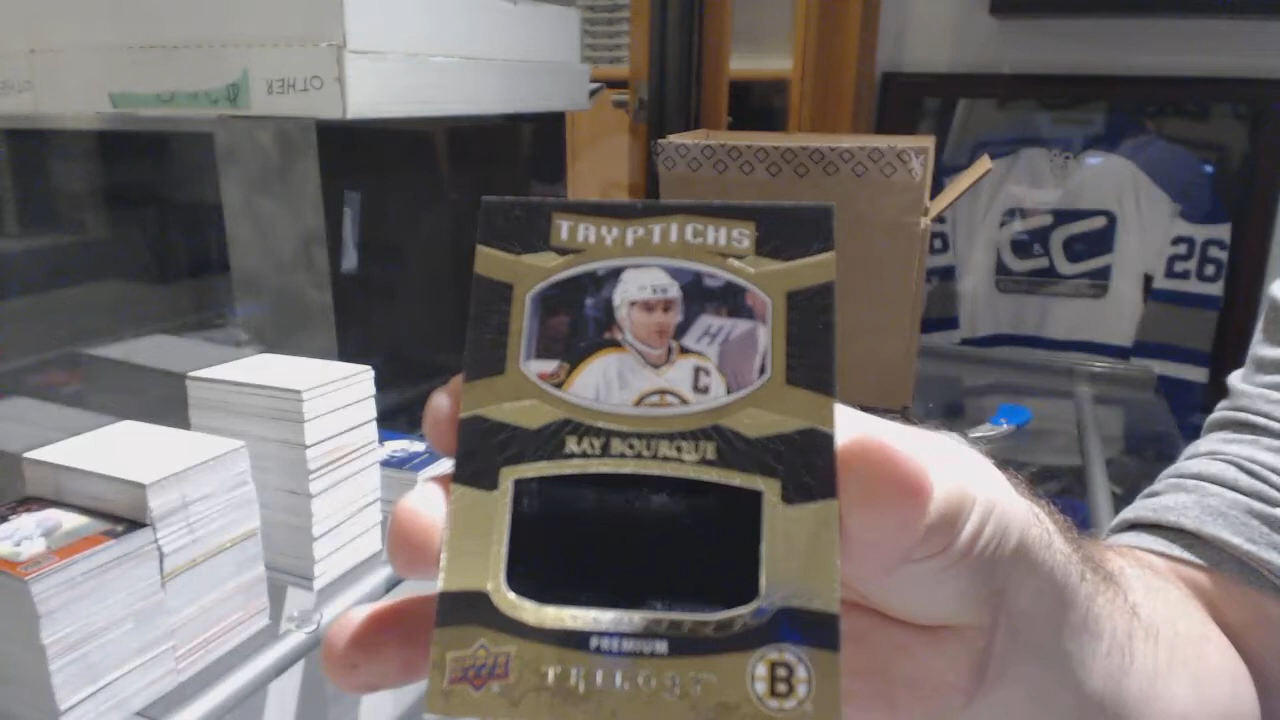 OTHER
TRYPTICHS
C
RAY BOURQUE
PREMIUM
TRILOGY
B
C&C
26